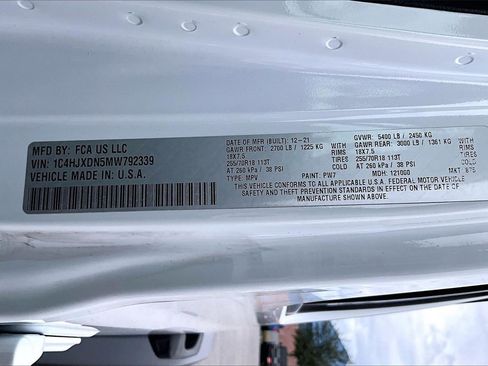 MFD BY: FCA US LLC
VIN: 1C4HJXDN5MW792339
VEHICLE MADE IN: U.S.A.
DATE OF MFR (BUILT): 12-21 GVWR: 5400 LB / 2450 KG
GAWR FRONT: 2700 LB / 1225 KG GAWR REAR: 3000 LB / 1361 KG
18X7.5 RIMS 18X7.5 RIMS
255/70R18 113T TIRES 255/70R18 113T TIRES
AT 260 kPa / 38 PSI COLD AT 260 kPa / 38 PSI COLD
TYPE: MPV PAINT: PW7 MDH: 121000 MKT: 875
THIS VEHICLE CONFORMS TO ALL APPLICABLE U.S.A. FEDERAL MOTOR VEHICLE
SAFETY AND THEFT PREVENTION STANDARDS IN EFFECT ON THE DATE OF
MANUFACTURE SHOWN ABOVE.